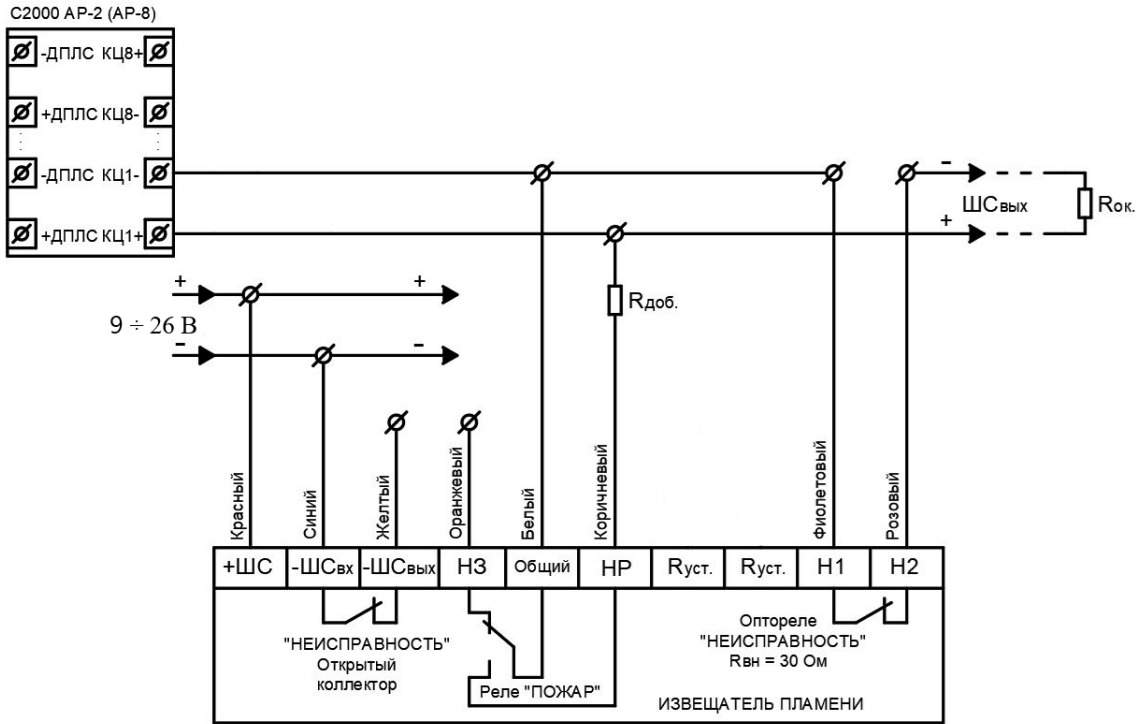 С2000 АР-2 (АР-8)
-ДПЛС КЦ8+
+ДПЛС КЦ8-
-ДПЛС КЦ1-
+ДПЛС КЦ1+
-
ШСвых
+
Rок.
+
+
9 ÷ 26 В
-
-
Rдоб.
Красный
Синий
Желтый
Оранжевый
Белый
Коричневый
Фиолетовый
Розовый
+ШС
-ШСвх
-ШСвых
НЗ
Общий
НР
Rуст.
Rуст.
Н1
Н2
"НЕИСПРАВНОСТЬ"
Открытый
коллектор
Реле "ПОЖАР"
Оптореле
"НЕИСПРАВНОСТЬ"
Rвн = 30 Ом
ИЗВЕЩАТЕЛЬ ПЛАМЕНИ